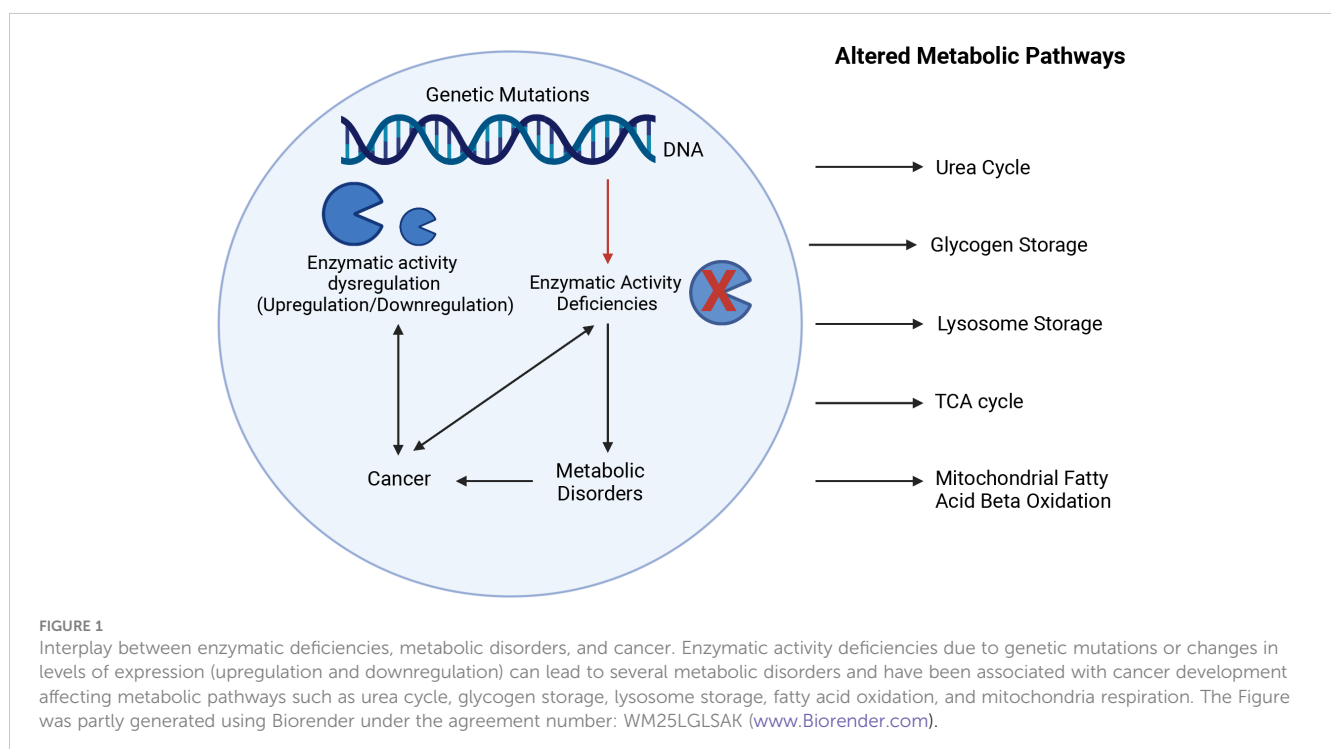 Altered Metabolic Pathways
Genetic Mutations
DNA
Enzymatic activity
dysregulation
(Upregulation/Downregulation)
Enzymatic Activity
Deficiencies
X
Cancer
Metabolic
Disorders
Urea Cycle
Glycogen Storage
Lysosome Storage
TCA cycle
Mitochondrial Fatty
Acid Beta Oxidation
FIGURE 1
Interplay between enzymatic deficiencies, metabolic disorders, and cancer. Enzymatic activity deficiencies due to genetic mutations or changes in
levels of expression (upregulation and downregulation) can lead to several metabolic disorders and have been associated with cancer development
affecting metabolic pathways such as urea cycle, glycogen storage, lysosome storage, fatty acid oxidation, and mitochondria respiration. The Figure
was partly generated using Biorender under the agreement number: WM25LGLSAK (www.Biorender.com).